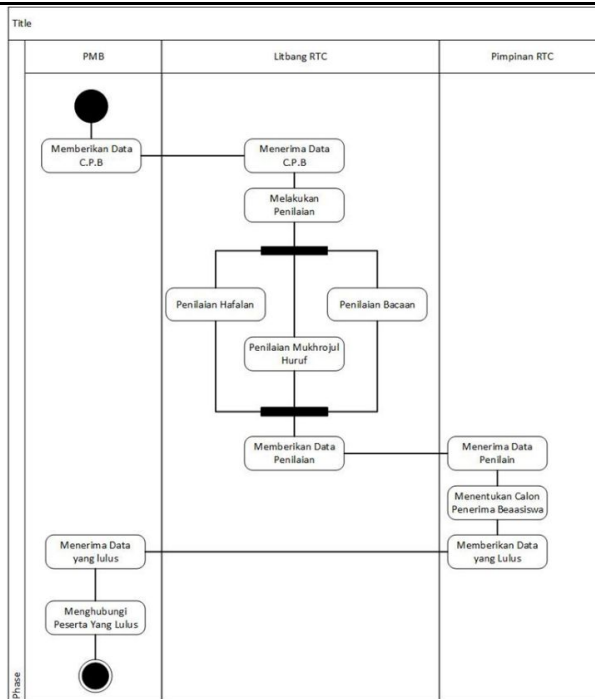 Title
PMB
Litbang RTC
Pimpinan RTC
Memberikan Data
C.P.B
Menerima Data
C.P.B
Melakukan
Penilaian
Penilaian Hafalan
Penilaian Bacaan
Penilaian Mukhrojul
Huruf
Memberikan Data
Penilaian
Menerima Data
Penilain
Menentukan Calon
Penerima Beaasiswa
Memberikan Data
yang Lulus
Menerima Data
yang lulus
Menghubungi
Peserta Yang Lulus
Phase